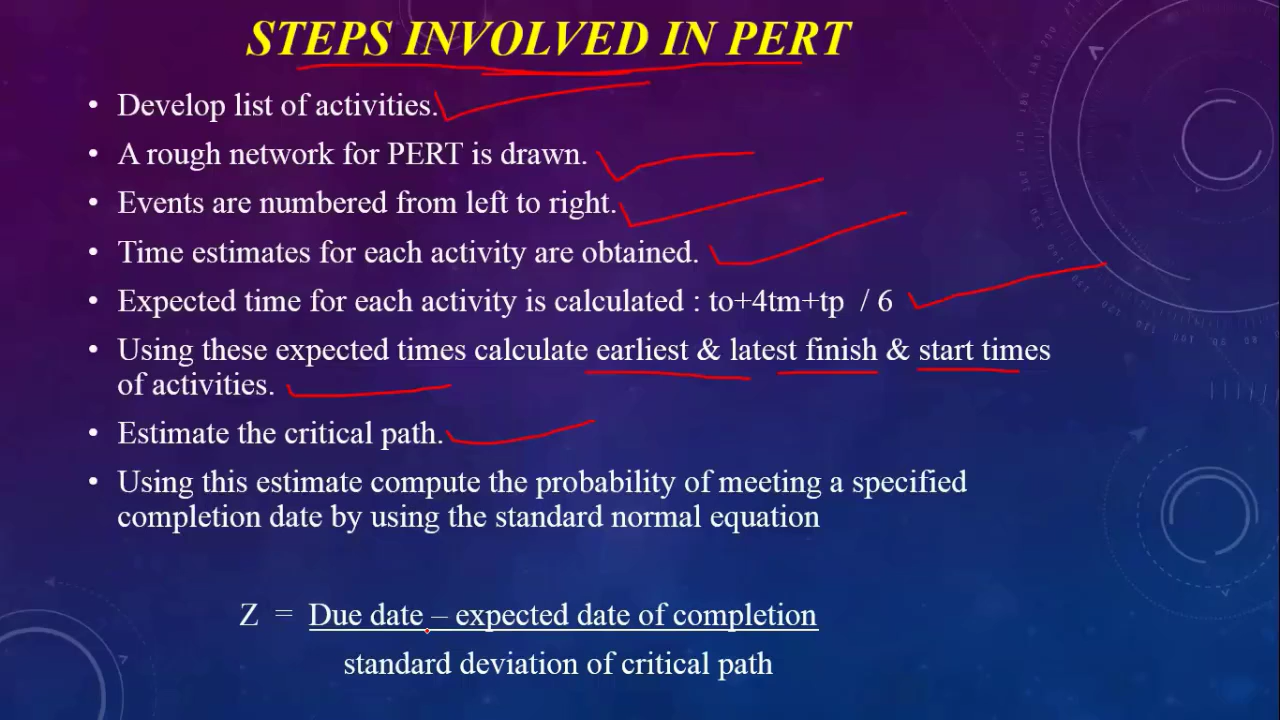 STEPS INVOLVED IN PERT
• Develop list of activities.
• A rough network for PERT is drawn.
• Events are numbered from left to right.
• Time estimates for each activity are obtained.
• Expected time for each activity is calculated : to+4tm+tp / 6
• Using these expected times calculate earliest & latest finish & start times
of activities.
• Estimate the critical path.
• Using this estimate compute the probability of meeting a specified
completion date by using the standard normal equation
Z = Due date – expected date of completion
standard deviation of critical path